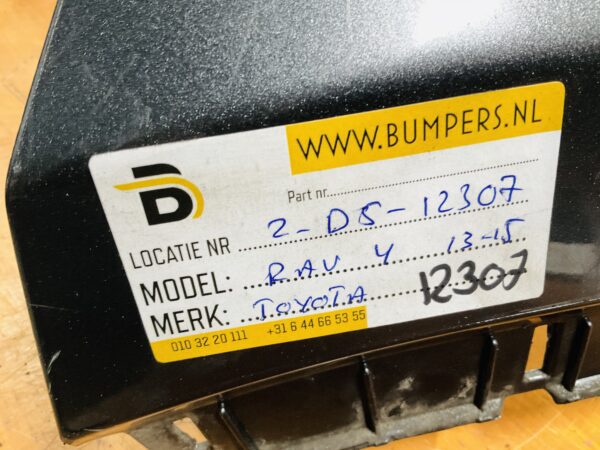 WWW.BUMPERS.NL
B
Part nr.
LOCATIE NR 2-D5-12307
MODEL: RAV 4 13-15
MERK: TOYOTA 12307
010 32 20 111 +31 6 44 66 53 55